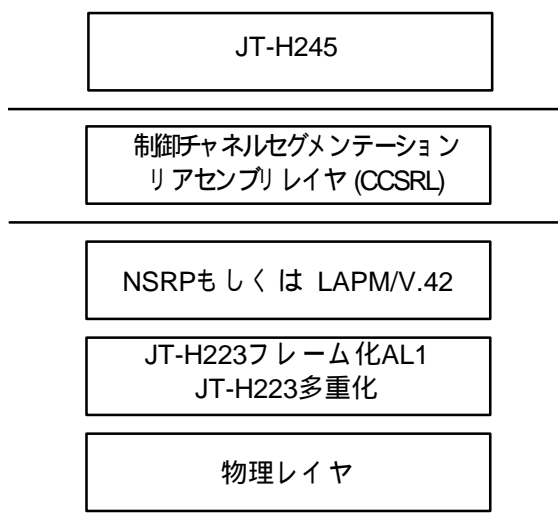 JT-H245
制御チャネルセグメンテーション
リアセンブリレイヤ (CCSRL)
NSRPもしくは LAPM/V.42
JT-H223フレーム化AL1
JT-H223多重化
物理レイヤ